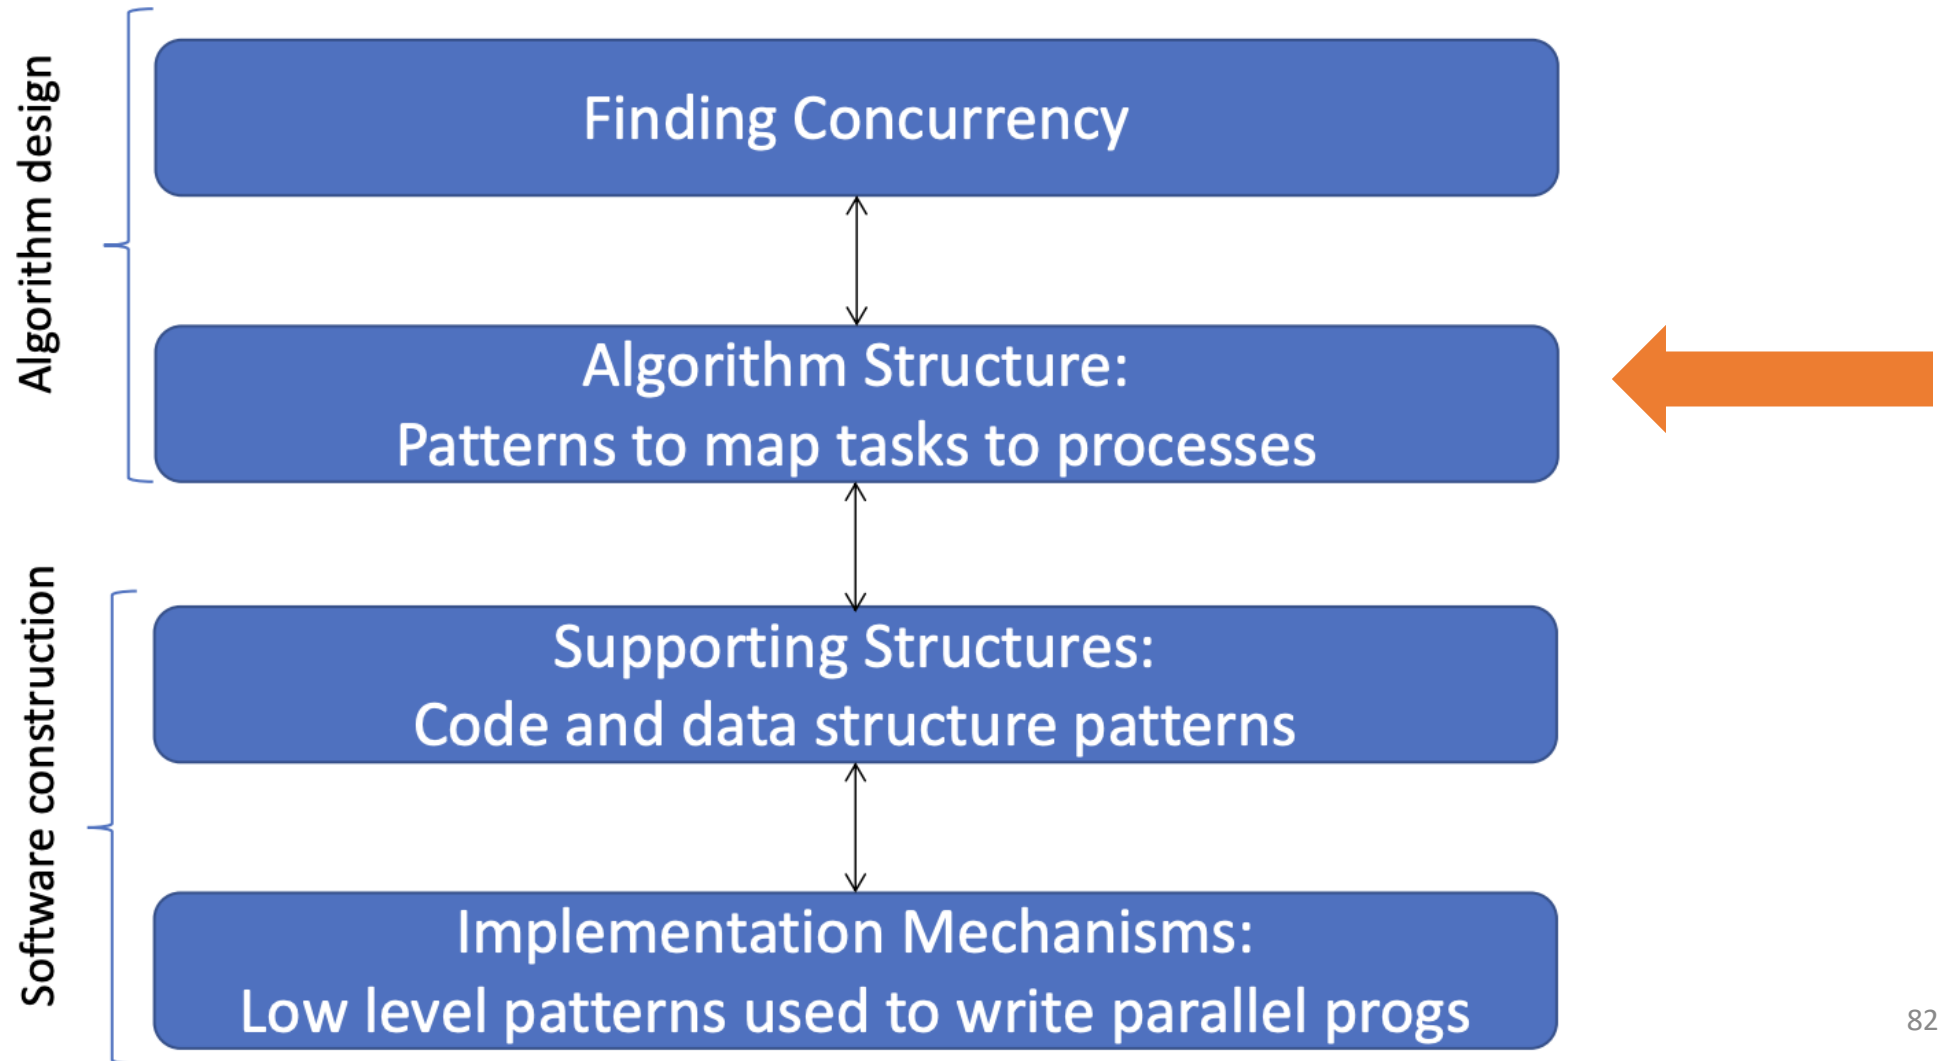 Algorithm design
Finding Concurrency
Algorithm Structure:
Patterns to map tasks to processes
Software construction
Supporting Structures:
Code and data structure patterns
Implementation Mechanisms:
Low level patterns used to write parallel progs
82